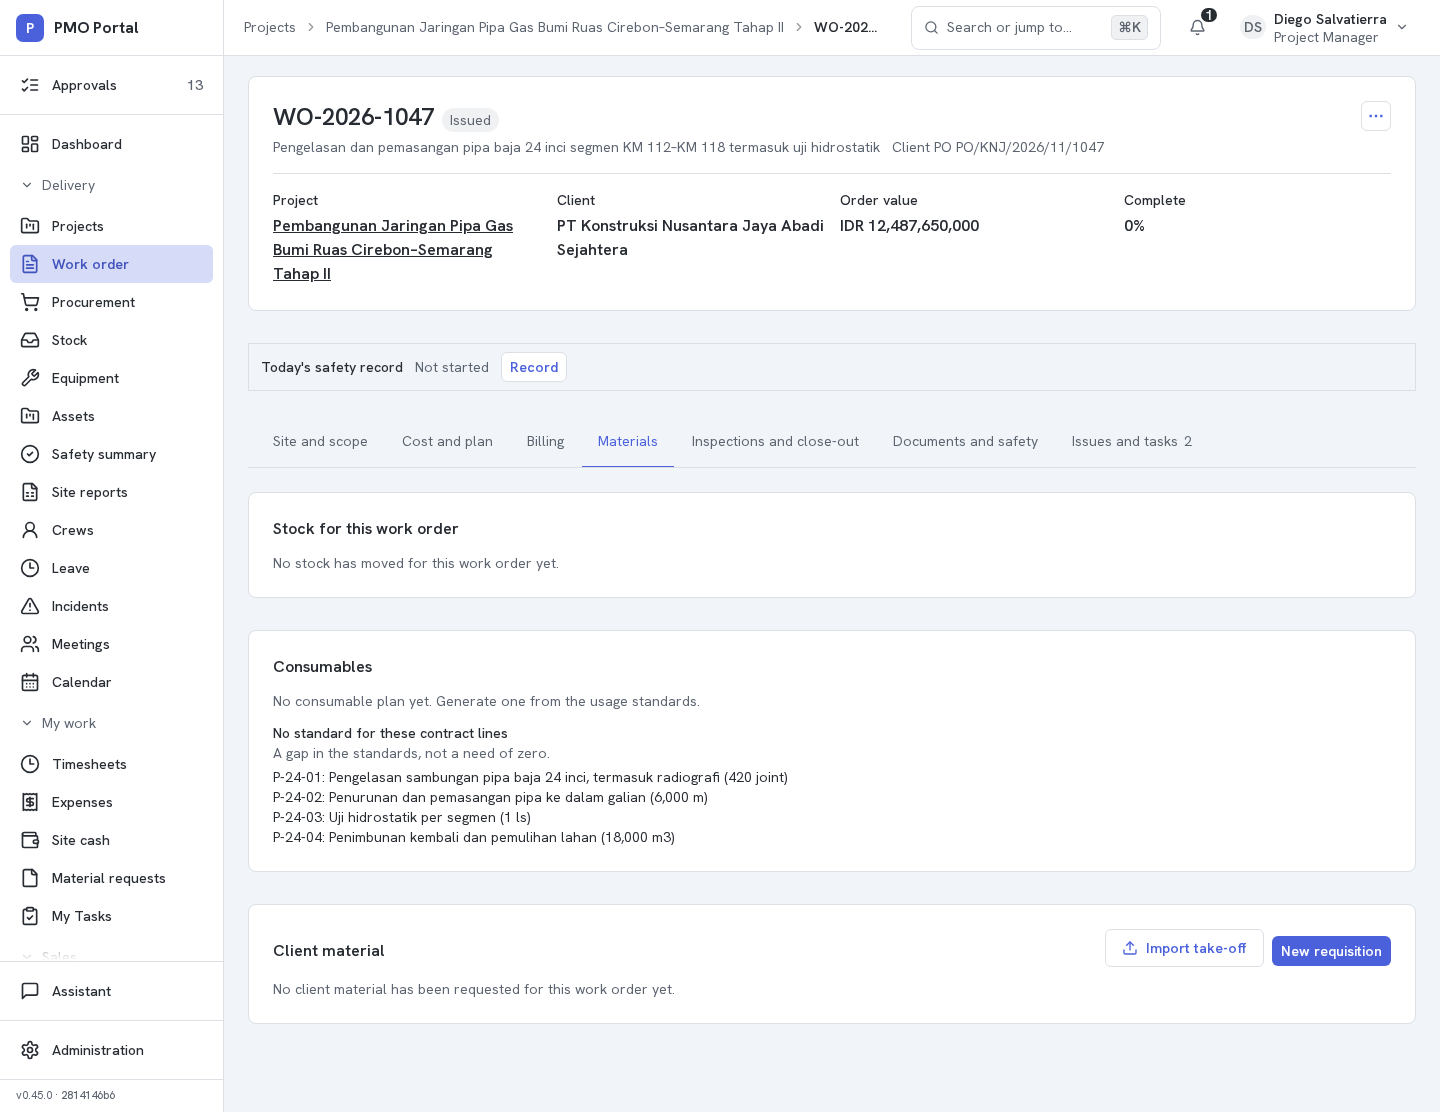 P PMO Portal
Projects > Pembangunan Jaringan Pipa Gas Bumi Ruas Cirebon–Semarang Tahap II > WO-202...
Search or jump to... ⌘K
1
DS
Diego Salvatierra
Project Manager
Approvals 13
Dashboard
Delivery
Projects
Work order
Procurement
Stock
Equipment
Assets
Safety summary
Site reports
Crews
Leave
Incidents
Meetings
Calendar
My work
Timesheets
Expenses
Site cash
Material requests
My Tasks
Sales
Assistant
Administration
v0.45.0 · 2814146b6
WO-2026-1047 Issued
Pengelasan dan pemasangan pipa baja 24 inci segmen KM 112–KM 118 termasuk uji hidrostatik Client PO PO/KNJ/2026/11/1047
Project
Pembangunan Jaringan Pipa Gas
Bumi Ruas Cirebon–Semarang
Tahap II
Client
PT Konstruksi Nusantara Jaya Abadi
Sejahtera
Order value
IDR 12,487,650,000
Complete
0%
Today's safety record Not started Record
Site and scope Cost and plan Billing Materials Inspections and close-out Documents and safety Issues and tasks 2
Stock for this work order
No stock has moved for this work order yet.
Consumables
No consumable plan yet. Generate one from the usage standards.
No standard for these contract lines
A gap in the standards, not a need of zero.
P-24-01: Pengelasan sambungan pipa baja 24 inci, termasuk radiografi (420 joint)
P-24-02: Penurunan dan pemasangan pipa ke dalam galian (6,000 m)
P-24-03: Uji hidrostatik per segmen (1 ls)
P-24-04: Penimbunan kembali dan pemulihan lahan (18,000 m3)
Client material
Import take-off
New requisition
No client material has been requested for this work order yet.